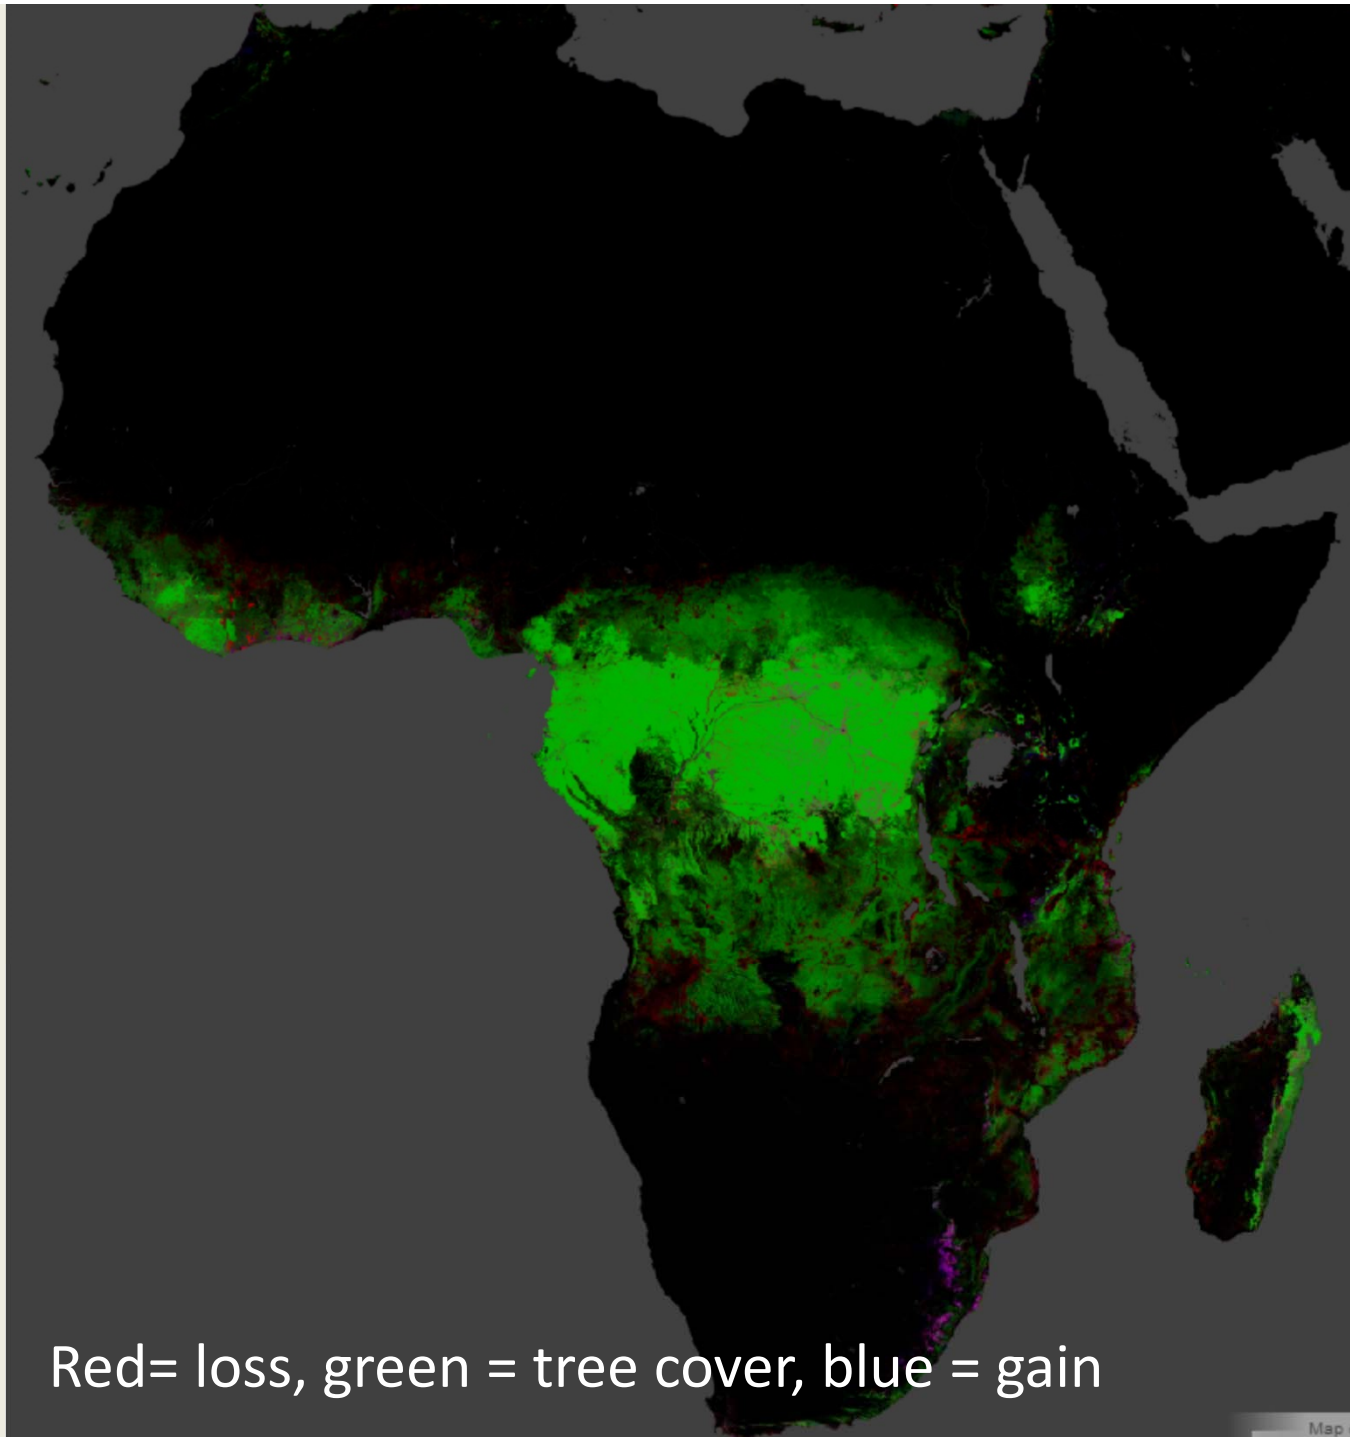 Red= loss, green = tree cover, blue = gain
Map